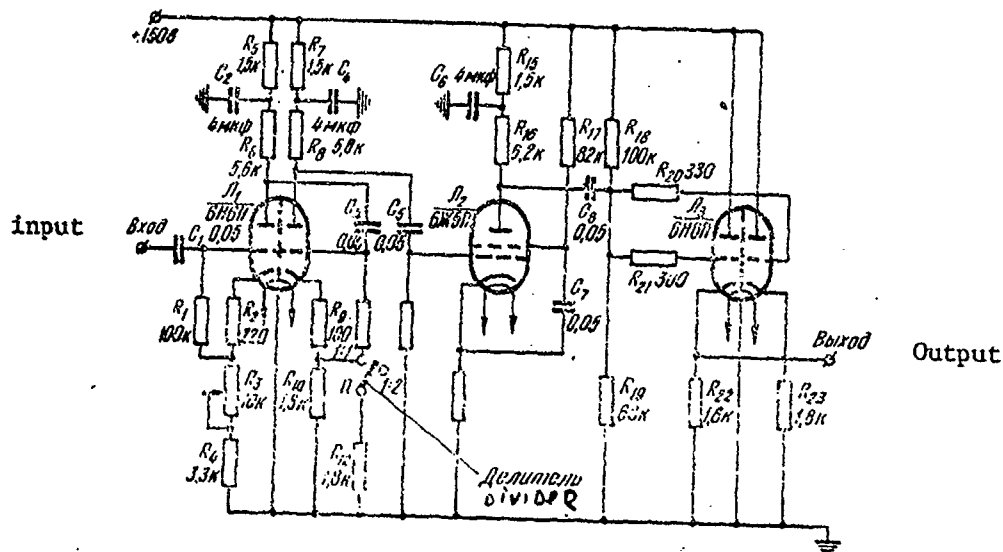 +150В
R5
1,5к
R7
1,5к
C2
C4
4мкф
4мкф
R6
5,6к
R8
5,8к
Л1
6Н6П
input
Вход
C1
0,05
R1
100к
R2
220
R3
10к
R4
3,3к
C5
0,05
R9
1:1
R10
1:2
П
Делитель
DIVIDER
C6
4мкф
R15
1,5к
R16
5,2к
Л2
6Ж5П
R17
82к
R18
100к
C8
0,05
C7
0,05
R20 330
R21 300
Л3
6Н6П
R19
R22
1,6к
R23
1,8к
Выход
Output